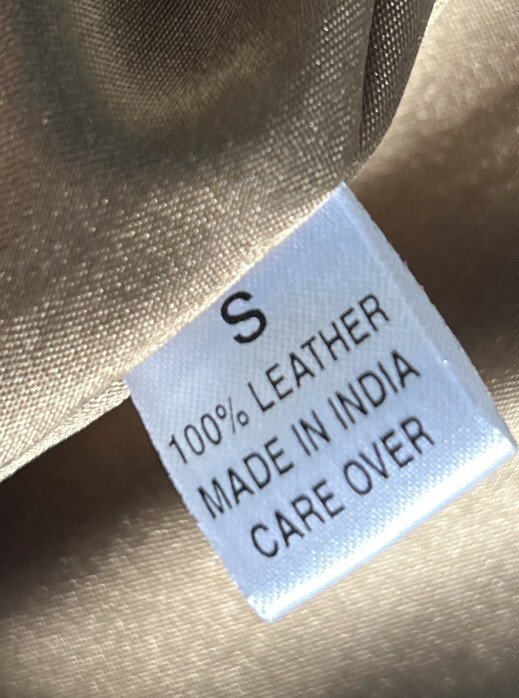 S
100% LEATHER
MADE IN INDIA
CARE OVER